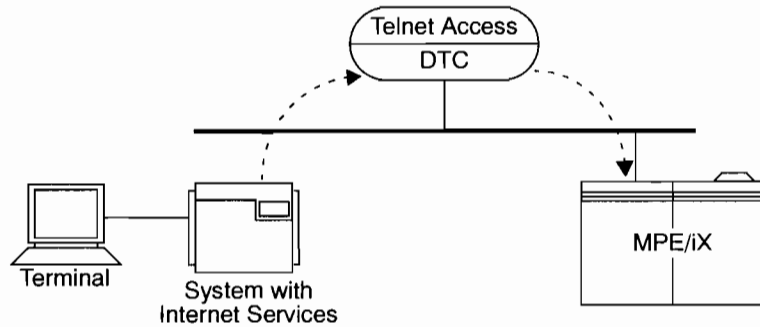 Telnet Access
DTC
MPE/iX
Terminal
System with
Internet Services